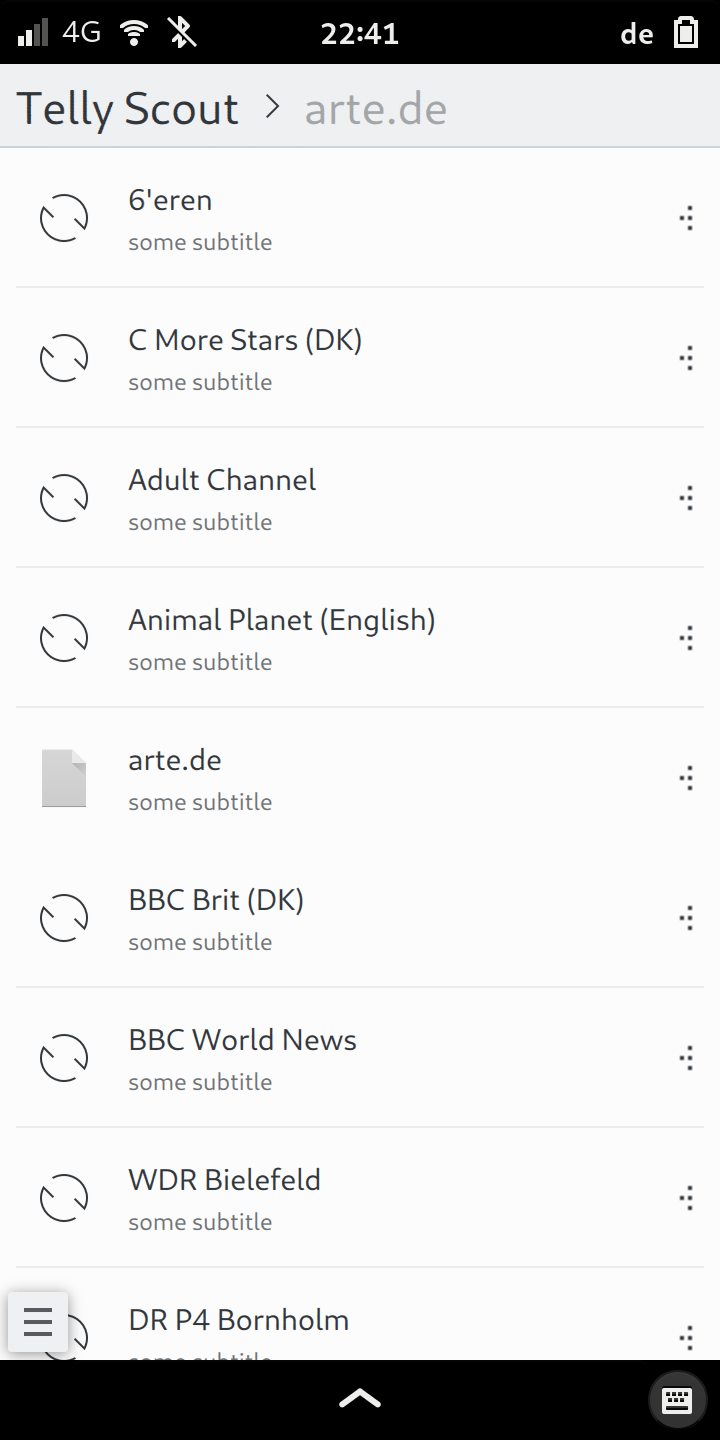 4G 22:41 de
Telly Scout > arte.de
6'eren
some subtitle
C More Stars (DK)
some subtitle
Adult Channel
some subtitle
Animal Planet (English)
some subtitle
arte.de
some subtitle
BBC Brit (DK)
some subtitle
BBC World News
some subtitle
WDR Bielefeld
some subtitle
DR P4 Bornholm
some subtitle